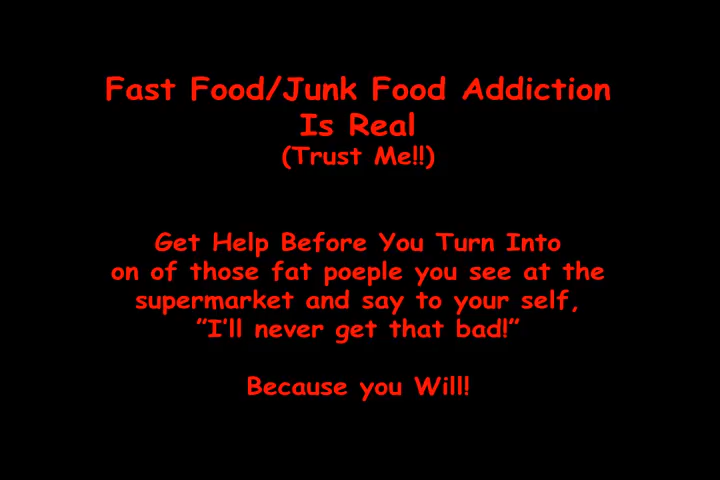 Fast Food/Junk Food Addiction
Is Real
(Trust Me!!)
Get Help Before You Turn Into
on of those fat poeple you see at the
supermarket and say to your self,
“I’ll never get that bad!”
Because you Will!